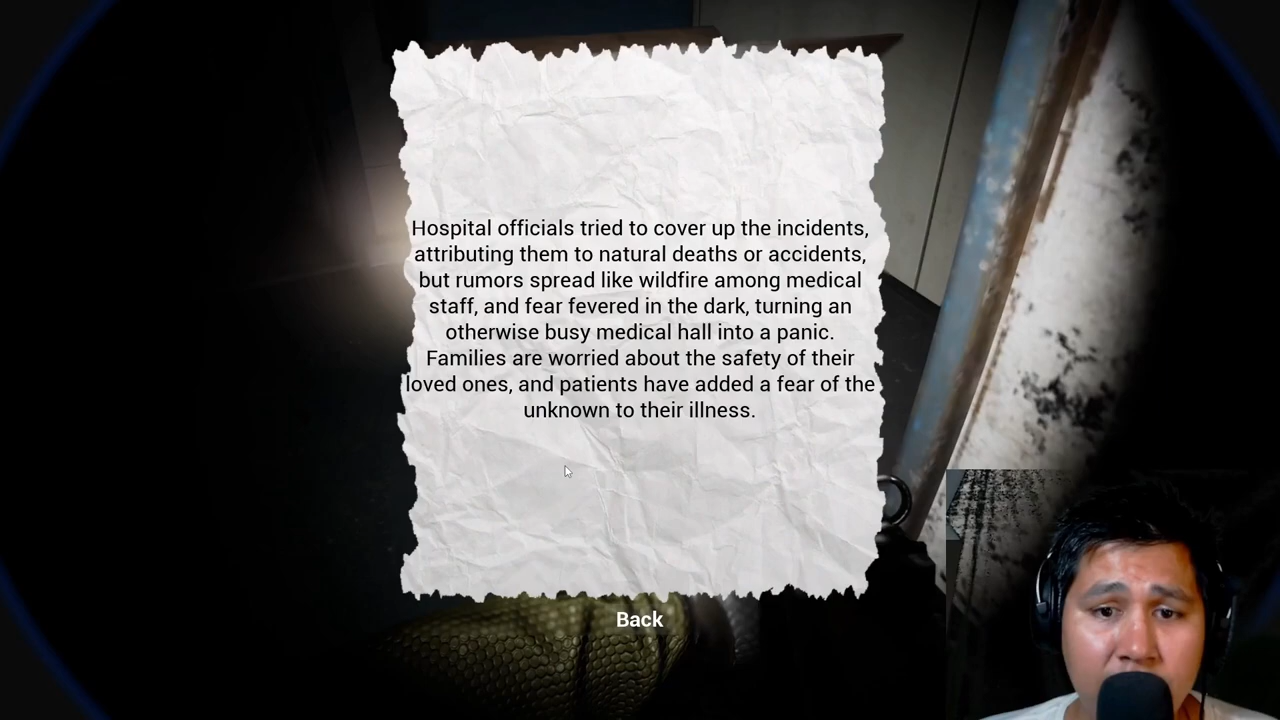 Hospital officials tried to cover up the incidents,
attributing them to natural deaths or accidents,
but rumors spread like wildfire among medical
staff, and fear fevered in the dark, turning an
otherwise busy medical hall into a panic.
Families are worried about the safety of their
loved ones, and patients have added a fear of the
unknown to their illness.
Back